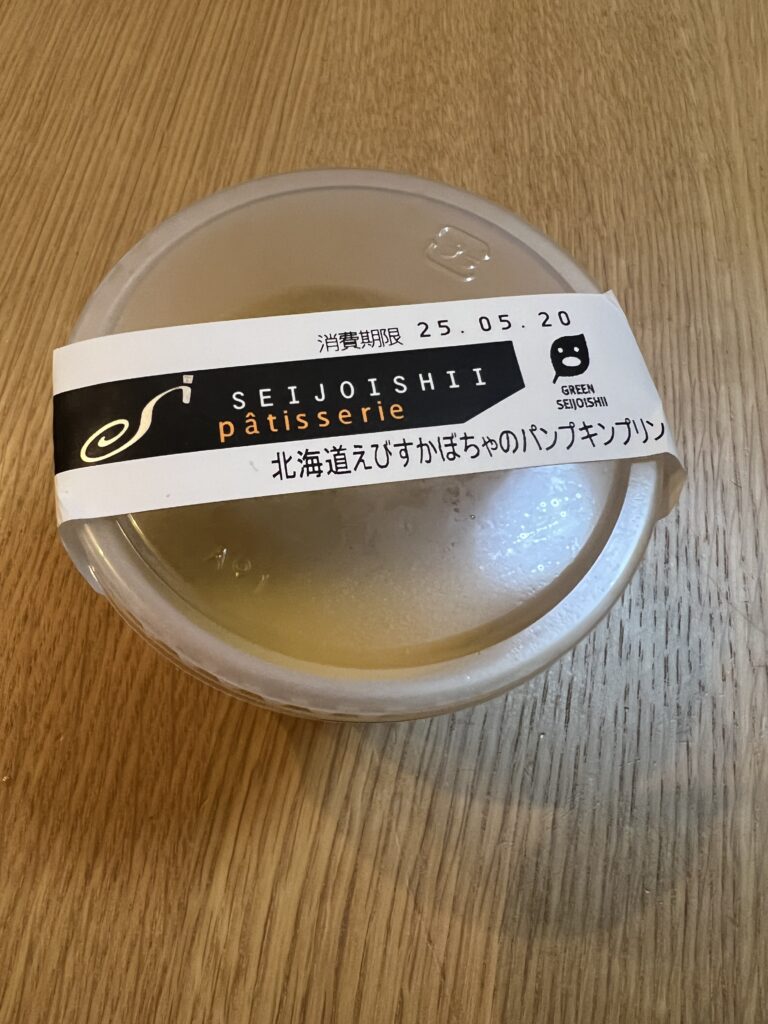 消費期限 25.05.20
Si SEIJOISHII
pâtisserie
GREEN
SEIJOISHII
北海道えびすかぼちゃのパンプキンプリン